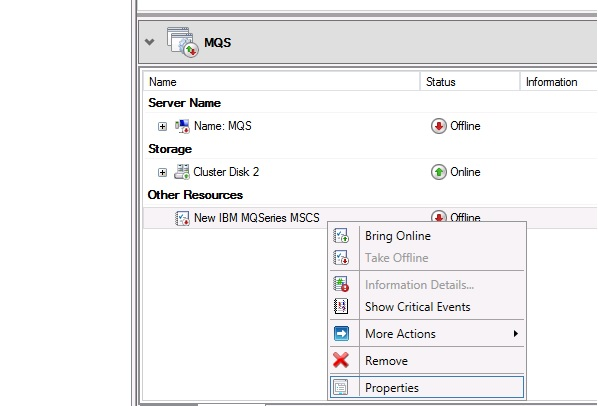 MQS
Name Status Information
Server Name
Name: MQS Offline
Storage
Cluster Disk 2 Online
Other Resources
New IBM MQSeries MSCS Offline
Bring Online
Take Offline
Information Details...
Show Critical Events
More Actions
Remove
Properties